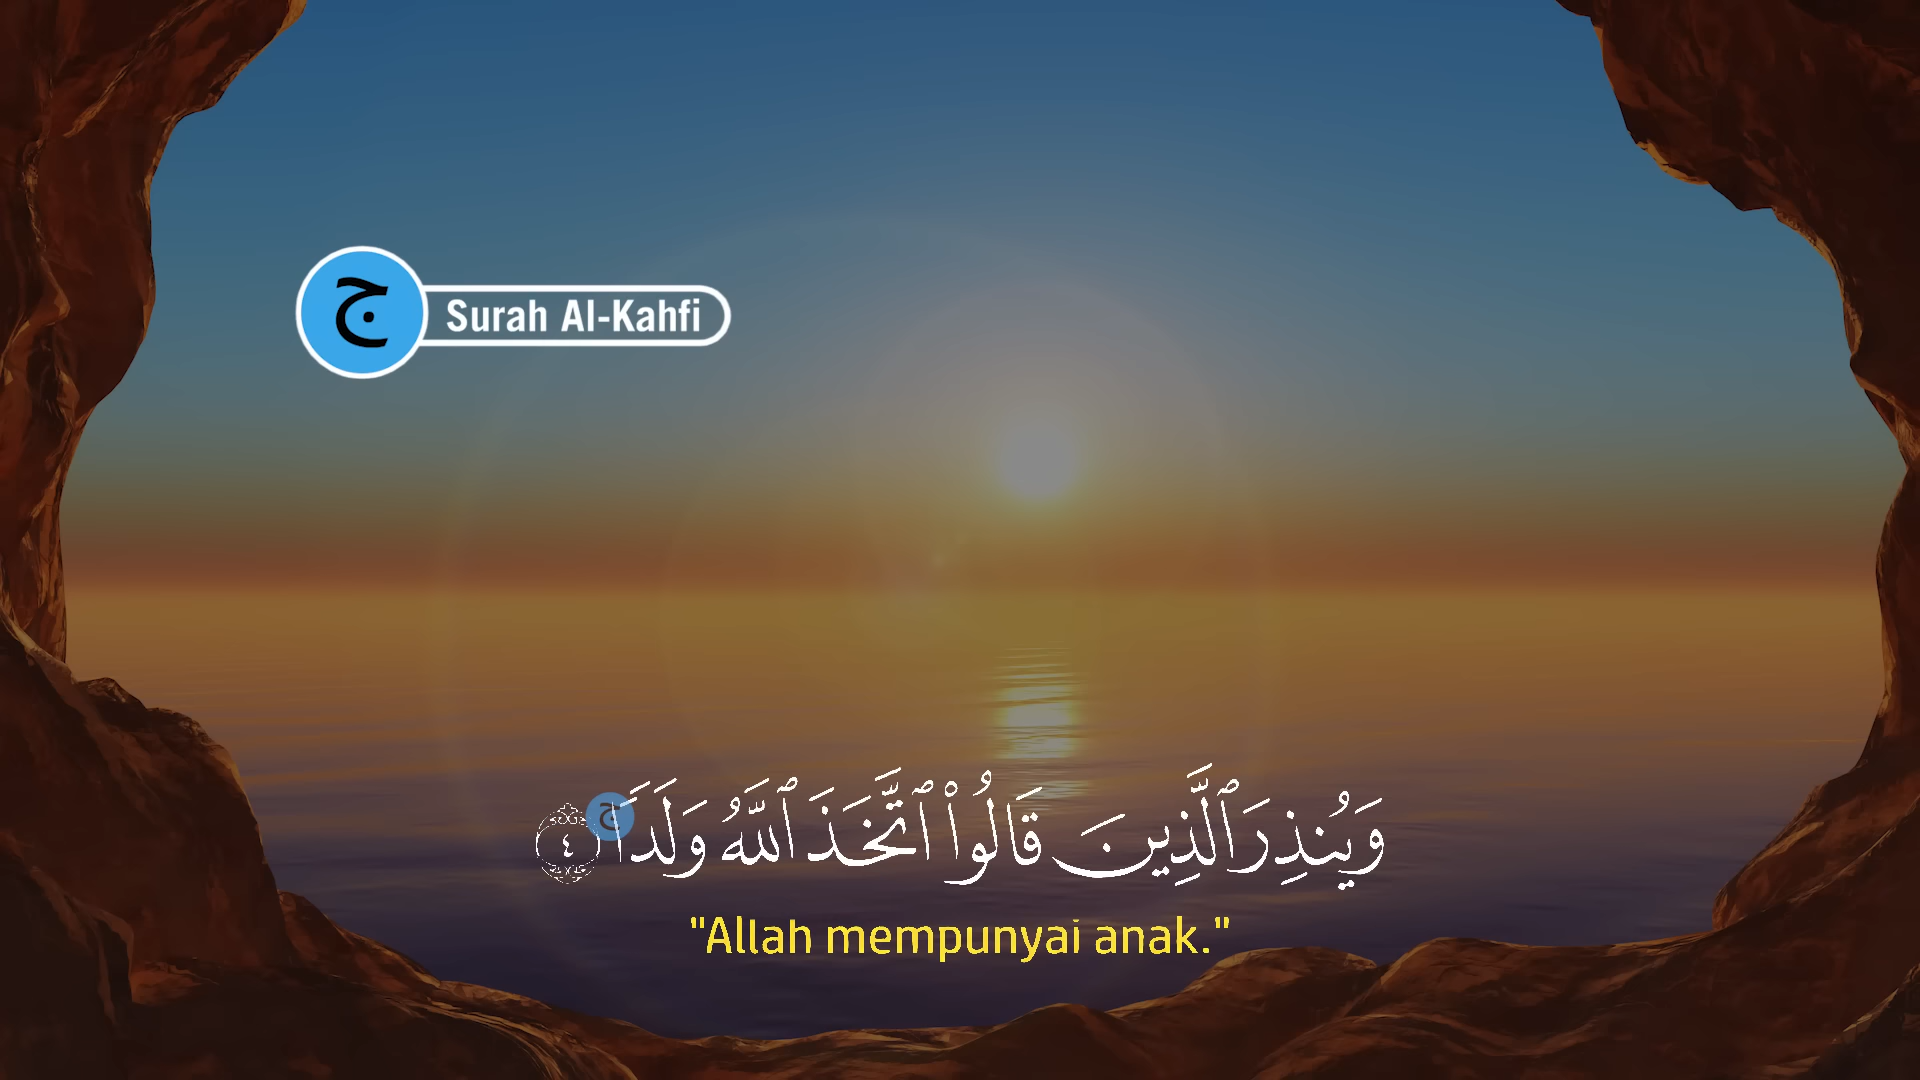 ج
Surah Al-Kahfi
وَيُنذِرَ ٱلَّذِينَ قَالُوا۟ ٱتَّخَذَ ٱللَّهُ وَلَدًا ٤
ج
"Allah mempunyai anak."